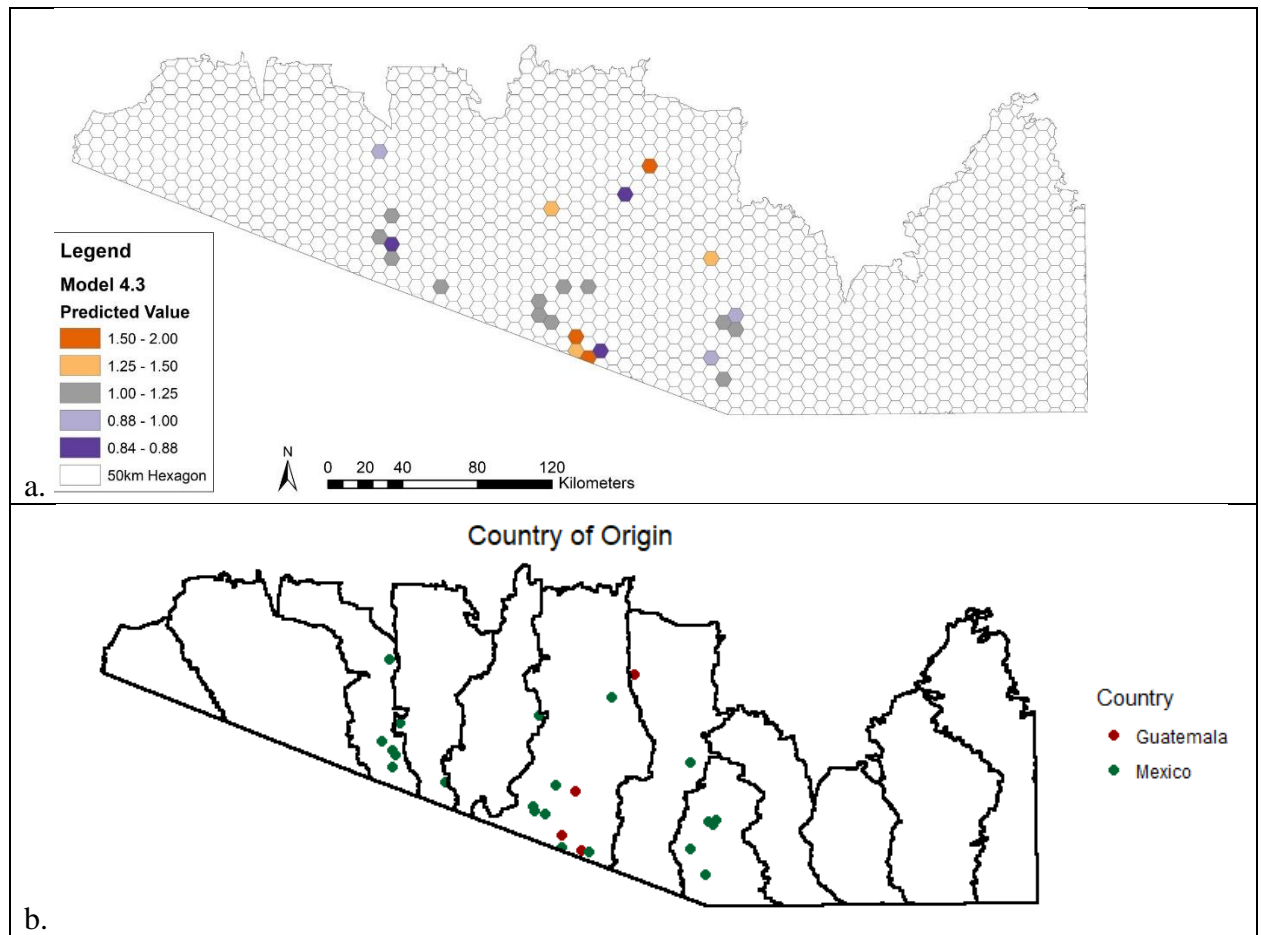 Legend
Model 4.3
Predicted Value
1.50 - 2.00
1.25 - 1.50
1.00 - 1.25
0.88 - 1.00
0.84 - 0.88
50km Hexagon
N
0 20 40 80 120
Kilometers
a.
Country of Origin
Country
Guatemala
Mexico
b.